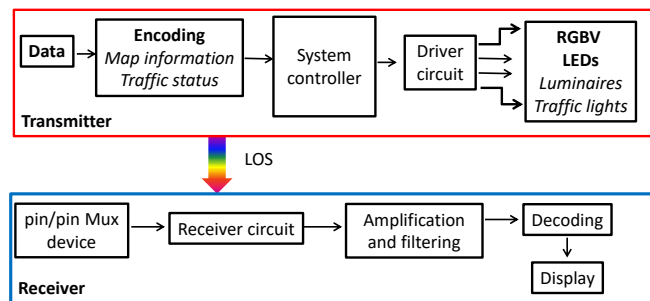 Data
Encoding
Map information
Traffic status
System
controller
Driver
circuit
RGBV
LEDs
Luminaires
Traffic lights
Transmitter
LOS
pin/pin Mux
device
Receiver circuit
Amplification
and filtering
Decoding
Display
Receiver